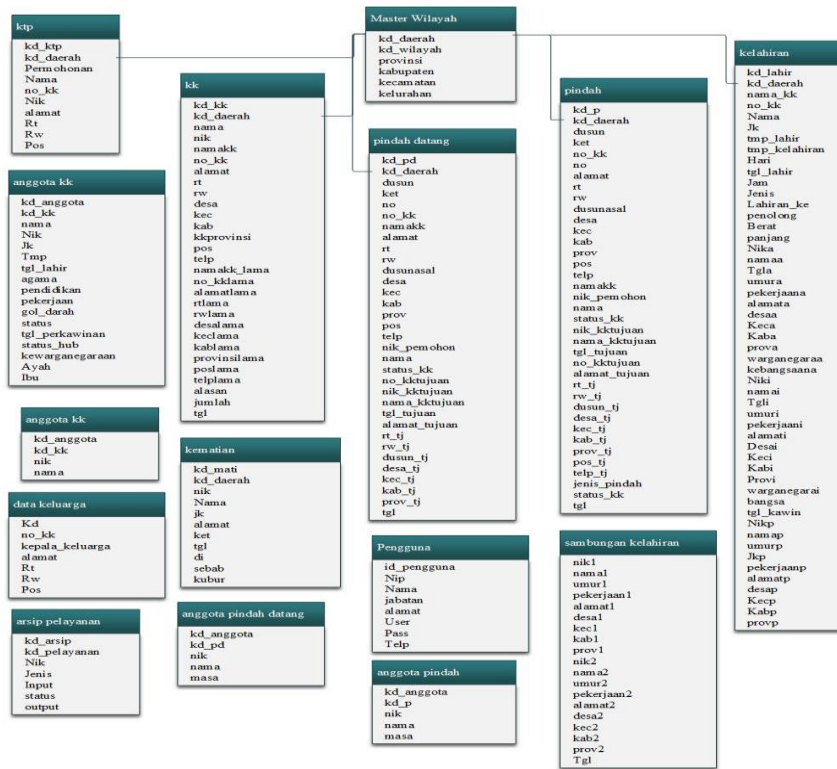 ktp
kd_ktp
kd_daerah
Permohonan
Nama
no_kk
Nik
alamat
Rt
Rw
Pos
anggota kk
kd_anggota
kd_kk
nama
Nik
Jk
Tmp
tgl_lahir
agama
pendidikan
pekerjaan
gol_darah
status
tgl_perkawinan
status_hub
kewarganegaraan
Ayah
Ibu
anggota kk
kd_anggota
kd_kk
nik
nama
data keluarga
Kd
no_kk
kepala_keluarga
alamat
Rt
Rw
Pos
arsip pelayanan
kd_arsip
kd_pelayanan
Nik
Jenis
Input
status
output
kk
kd_kk
kd_daerah
nama
nik
namakk
no_kk
alamat
rt
rw
desa
kec
kab
kkprovinsi
pos
telp
namakk_lama
no_kklama
alamatlama
rtlama
rwlama
desalama
keclama
kablama
provinsilama
poslama
telplama
alasan
jumlah
tgl
kematian
kd_mati
kd_daerah
nik
Nama
jk
alamat
ket
tgl
di
sebab
kubur
anggota pindah datang
kd_anggota
kd_pd
nik
nama
masa
Master Wilayah
kd_daerah
kd_wilayah
provinsi
kabupaten
kecamatan
kelurahan
pindah datang
kd_pd
kd_daerah
dusun
ket
no
no_kk
namakk
alamat
rt
rw
dusunasal
desa
kec
kab
prov
pos
telp
nik_pemohon
nama
status_kk
no_kktujuan
nik_kktujuan
nama_kktujuan
tgl_tujuan
alamat_tujuan
rt_tj
rw_tj
dusun_tj
desa_tj
kec_tj
kab_tj
prov_tj
tgl
Pengguna
id_pengguna
Nip
Nama
jabatan
alamat
User
Pass
Telp
anggota pindah
kd_anggota
kd_p
nik
nama
masa
pindah
kd_p
kd_daerah
dusun
ket
no_kk
no
alamat
rt
rw
dusunasal
desa
kec
kab
prov
pos
telp
namakk
nik_pemohon
nama
status_kk
nik_kktujuan
nama_kktujuan
tgl_tujuan
no_kktujuan
alamat_tujuan
rt_tj
rw_tj
dusun_tj
desa_tj
kec_tj
kab_tj
prov_tj
pos_tj
telp_tj
jenis_pindah
status_kk
tgl
sambungan kelahiran
nik1
nama1
umur1
pekerjaan1
alamat1
desa1
kec1
kab1
prov1
nik2
nama2
umur2
pekerjaan2
alamat2
desa2
kec2
kab2
prov2
Tgl
kelahiran
kd_lahir
kd_daerah
nama_kk
no_kk
Nama
Jk
tmp_lahir
tmp_kelahiran
Hari
tgl_lahir
Jam
Jenis
Lahiran_ke
penolong
Berat
panjang
Nika
namaa
Tgla
umura
pekerjaana
alamata
desaa
Keca
Kaba
prova
warganegaraa
kebangsaana
Niki
namai
Tgli
umuri
pekerjaani
alamati
Desai
Keci
Kabi
Provi
warganegarai
bangsa
tgl_kawin
Nikp
namap
umurp
Jkp
pekerjaanp
alamatp
desap
Kecp
Kabp
provp